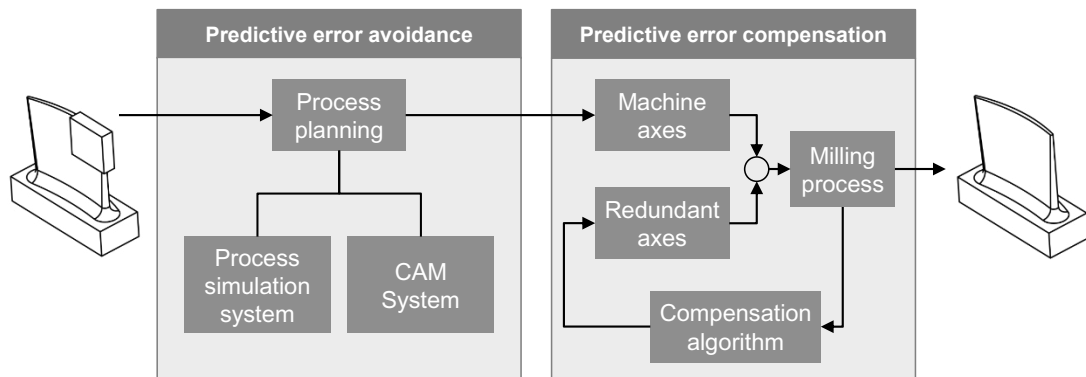 Predictive error avoidance
Process
planning
Process
simulation
system
CAM
System
Predictive error compensation
Machine
axes
Redundant
axes
Milling
process
Compensation
algorithm